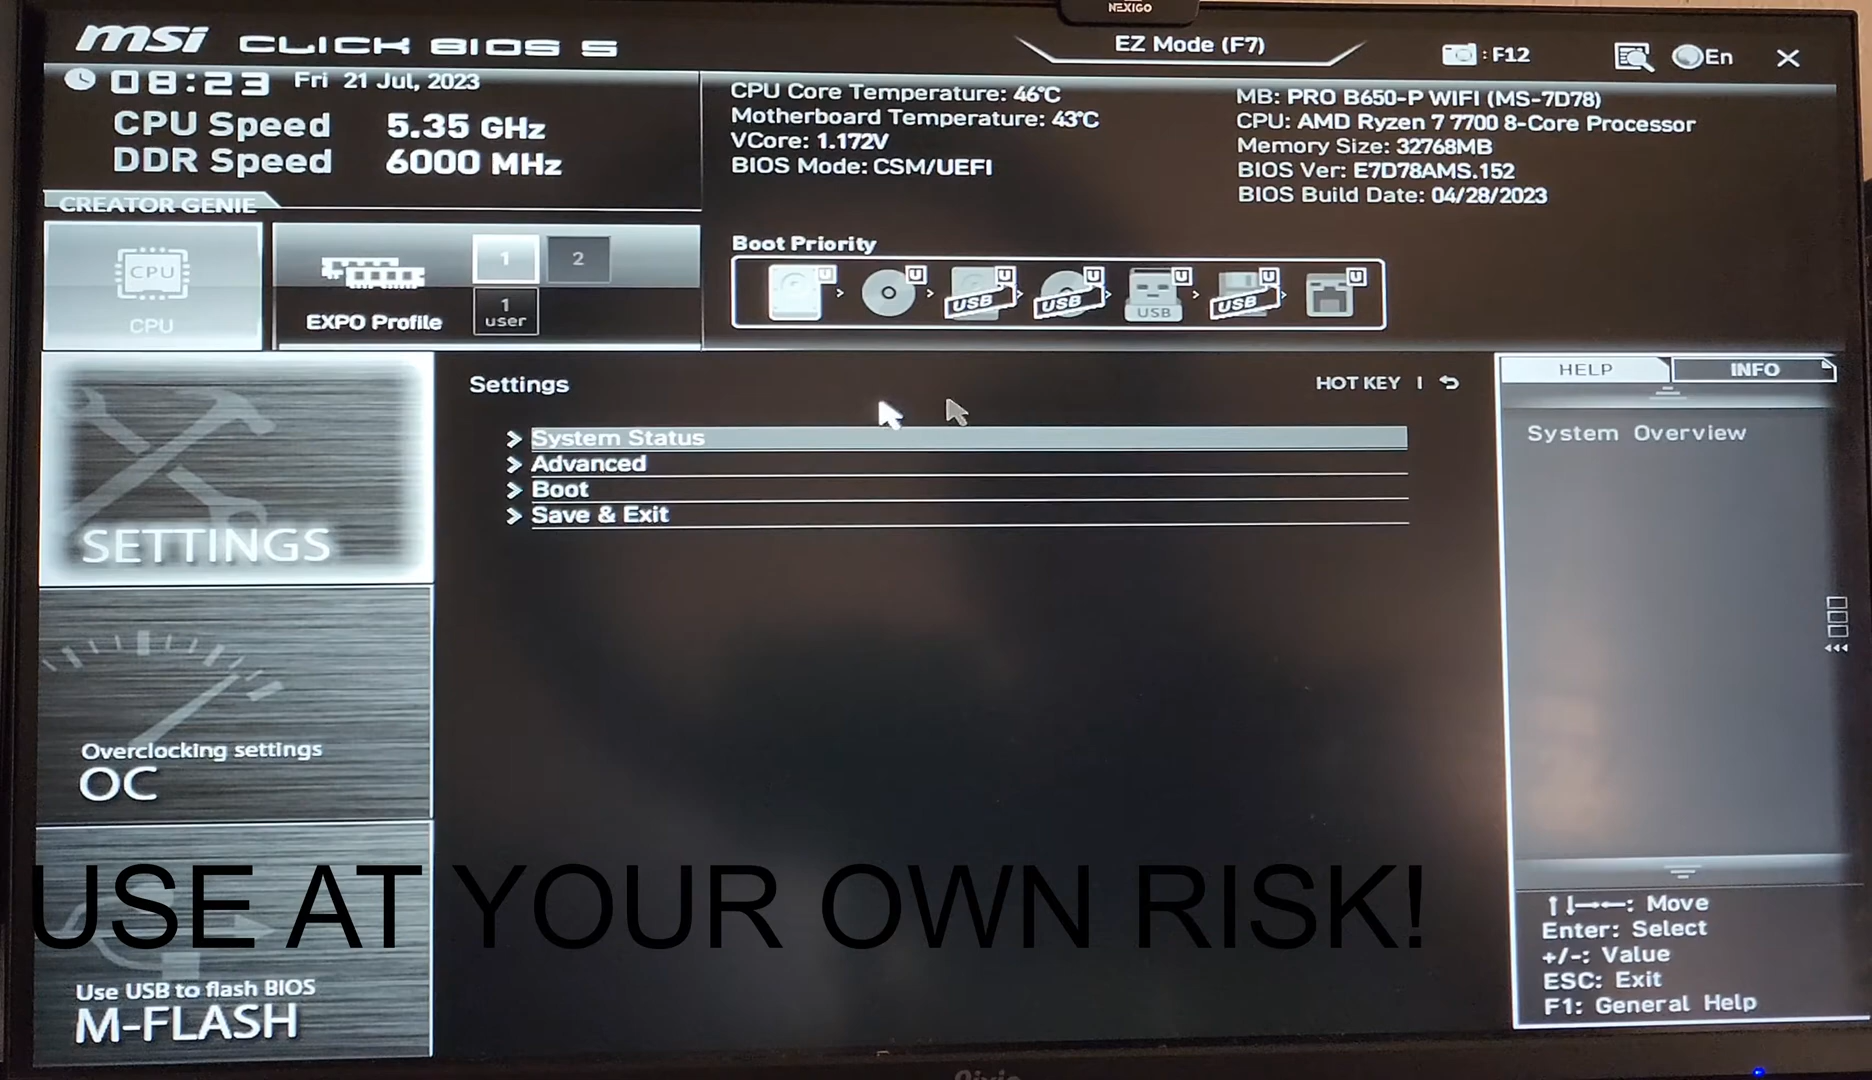 NEXIGO
msi CLICK BIOS 5
EZ Mode (F7)
: F12
En
08:23 Fri 21 Jul, 2023
CPU Speed 5.35 GHz
DDR Speed 6000 MHz
CPU Core Temperature: 46°C
Motherboard Temperature: 43°C
VCore: 1.172V
BIOS Mode: CSM/UEFI
MB: PRO B650-P WIFI (MS-7D78)
CPU: AMD Ryzen 7 7700 8-Core Processor
Memory Size: 32768MB
BIOS Ver: E7D78AMS.152
BIOS Build Date: 04/28/2023
CREATOR GENIE
CPU
CPU
EXPO Profile
1
2
1
user
Boot Priority
U U U U U U U
USB USB USB USB
SETTINGS
Overclocking settings
OC
Use USB to flash BIOS
M-FLASH
Settings
HOT KEY
System Status
Advanced
Boot
Save & Exit
HELP INFO
System Overview
↑↓→←: Move
Enter: Select
+/-: Value
ESC: Exit
F1: General Help
USE AT YOUR OWN RISK!